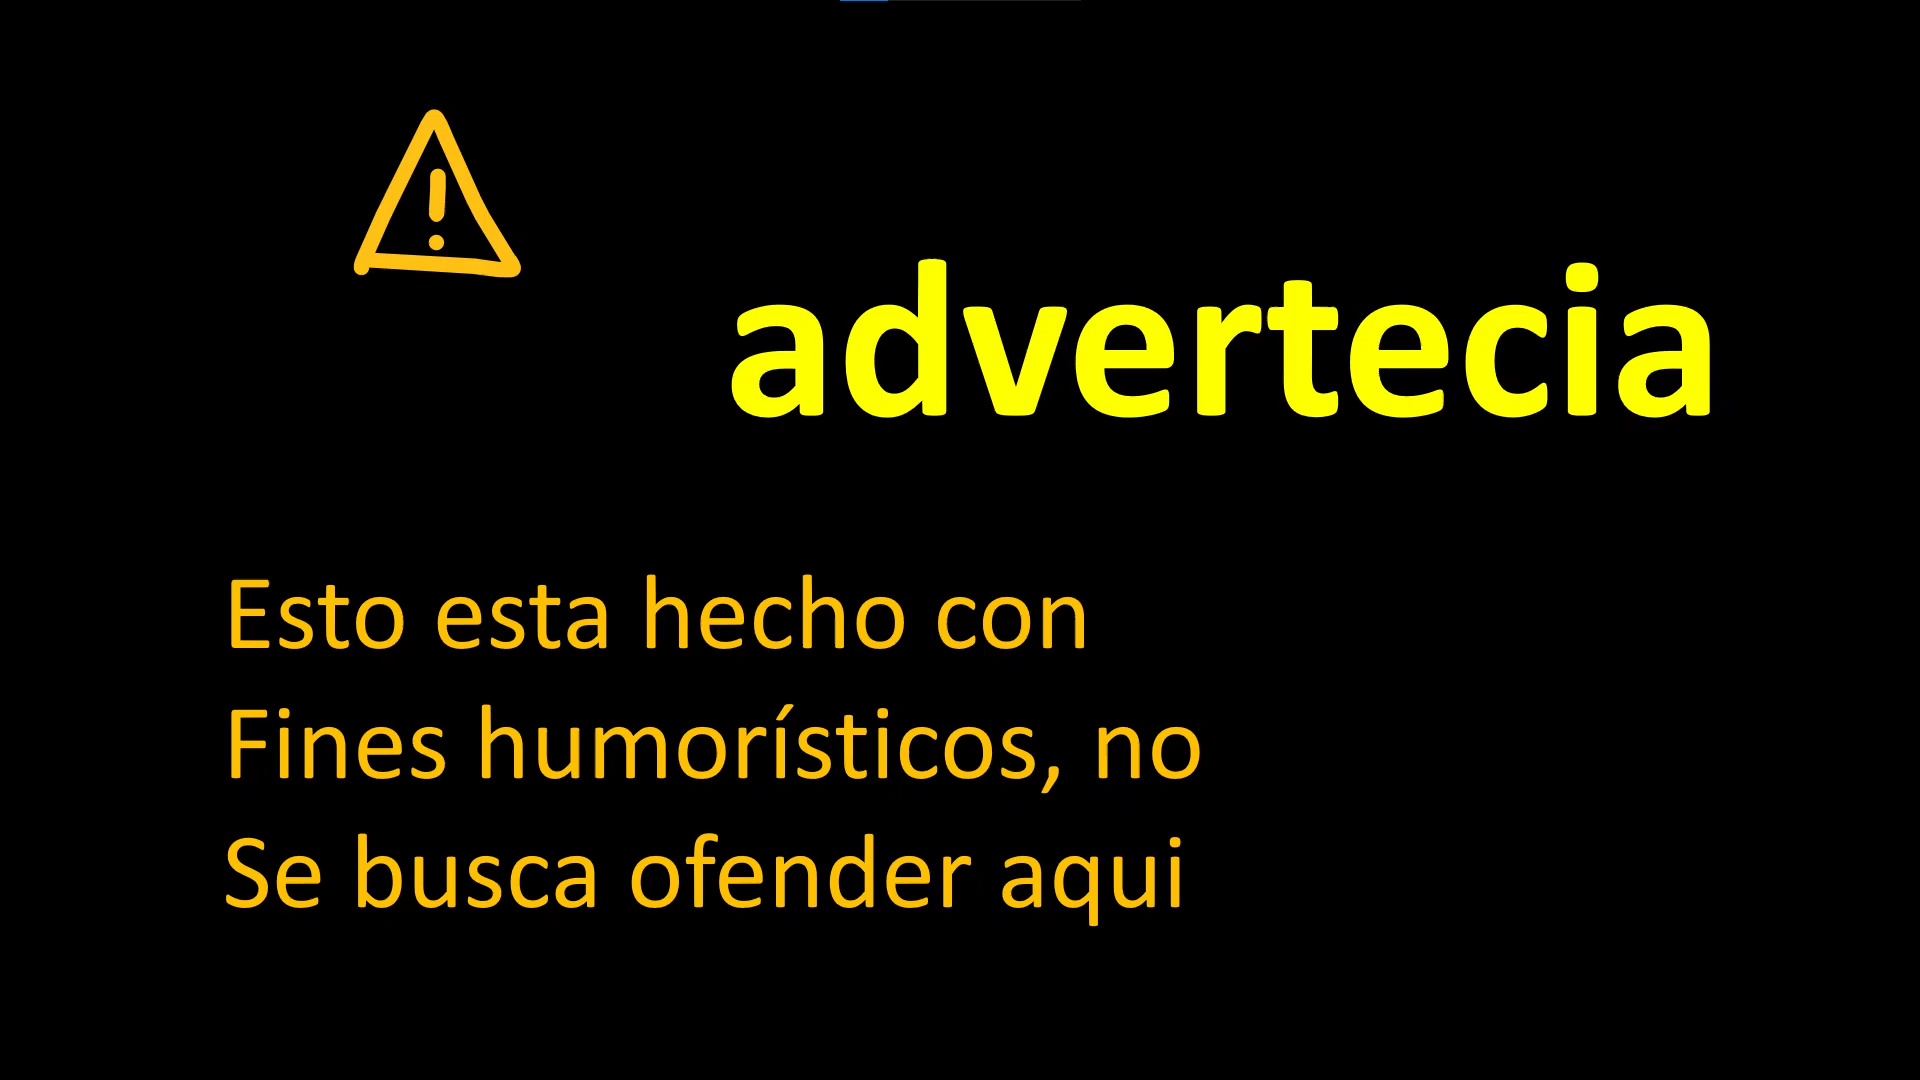 advertecia
Esto esta hecho con
Fines humorísticos, no
Se busca ofender aqui